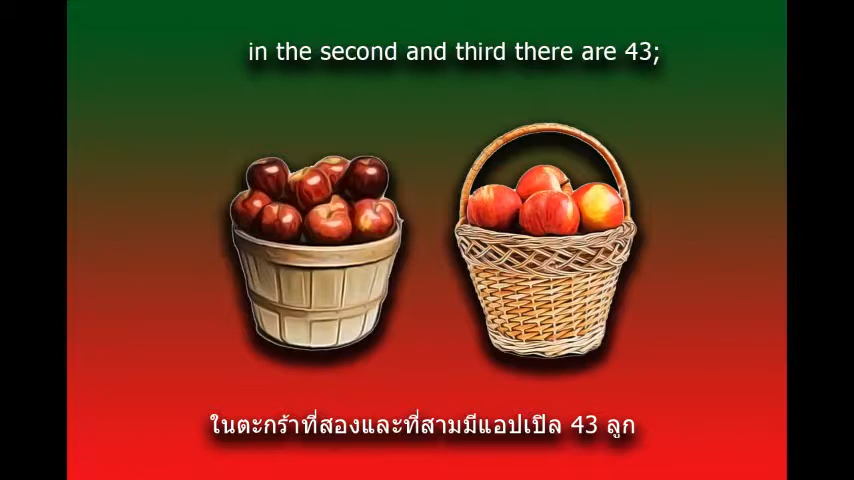 in the second and third there are 43;
ในตะกร้าที่สองและที่สามมีแอปเปิล 43 ลูก